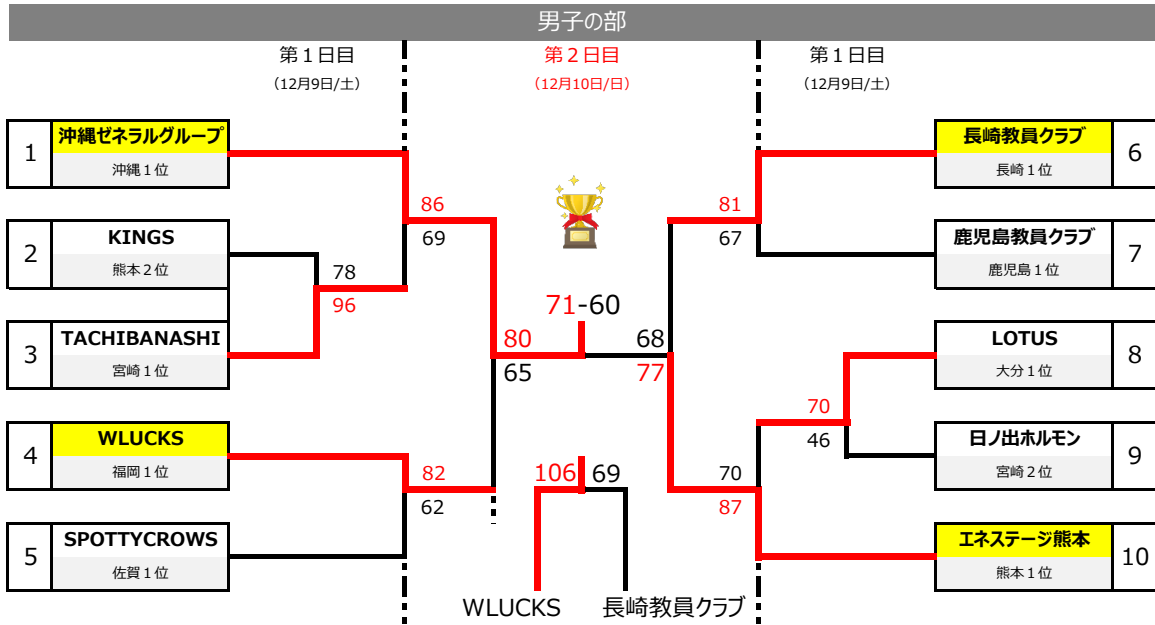 男子の部
第１日目
第２日目
第１日目
（12月9日/土）
（12月10日/日）
（12月9日/土）
1
沖縄ゼネラルグループ
沖縄１位
2
KINGS
熊本２位
3
TACHIBANASHI
宮崎１位
4
WLUCKS
福岡１位
5
SPOTTYCROWS
佐賀１位
78
96
86
69
82
62
80
65
71-60
68
77
81
67
70
87
70
46
長崎教員クラブ
長崎１位
6
鹿児島教員クラブ
鹿児島１位
7
LOTUS
大分１位
8
日ノ出ホルモン
宮崎２位
9
エネステージ熊本
熊本１位
10
106
69
WLUCKS
長崎教員クラブ